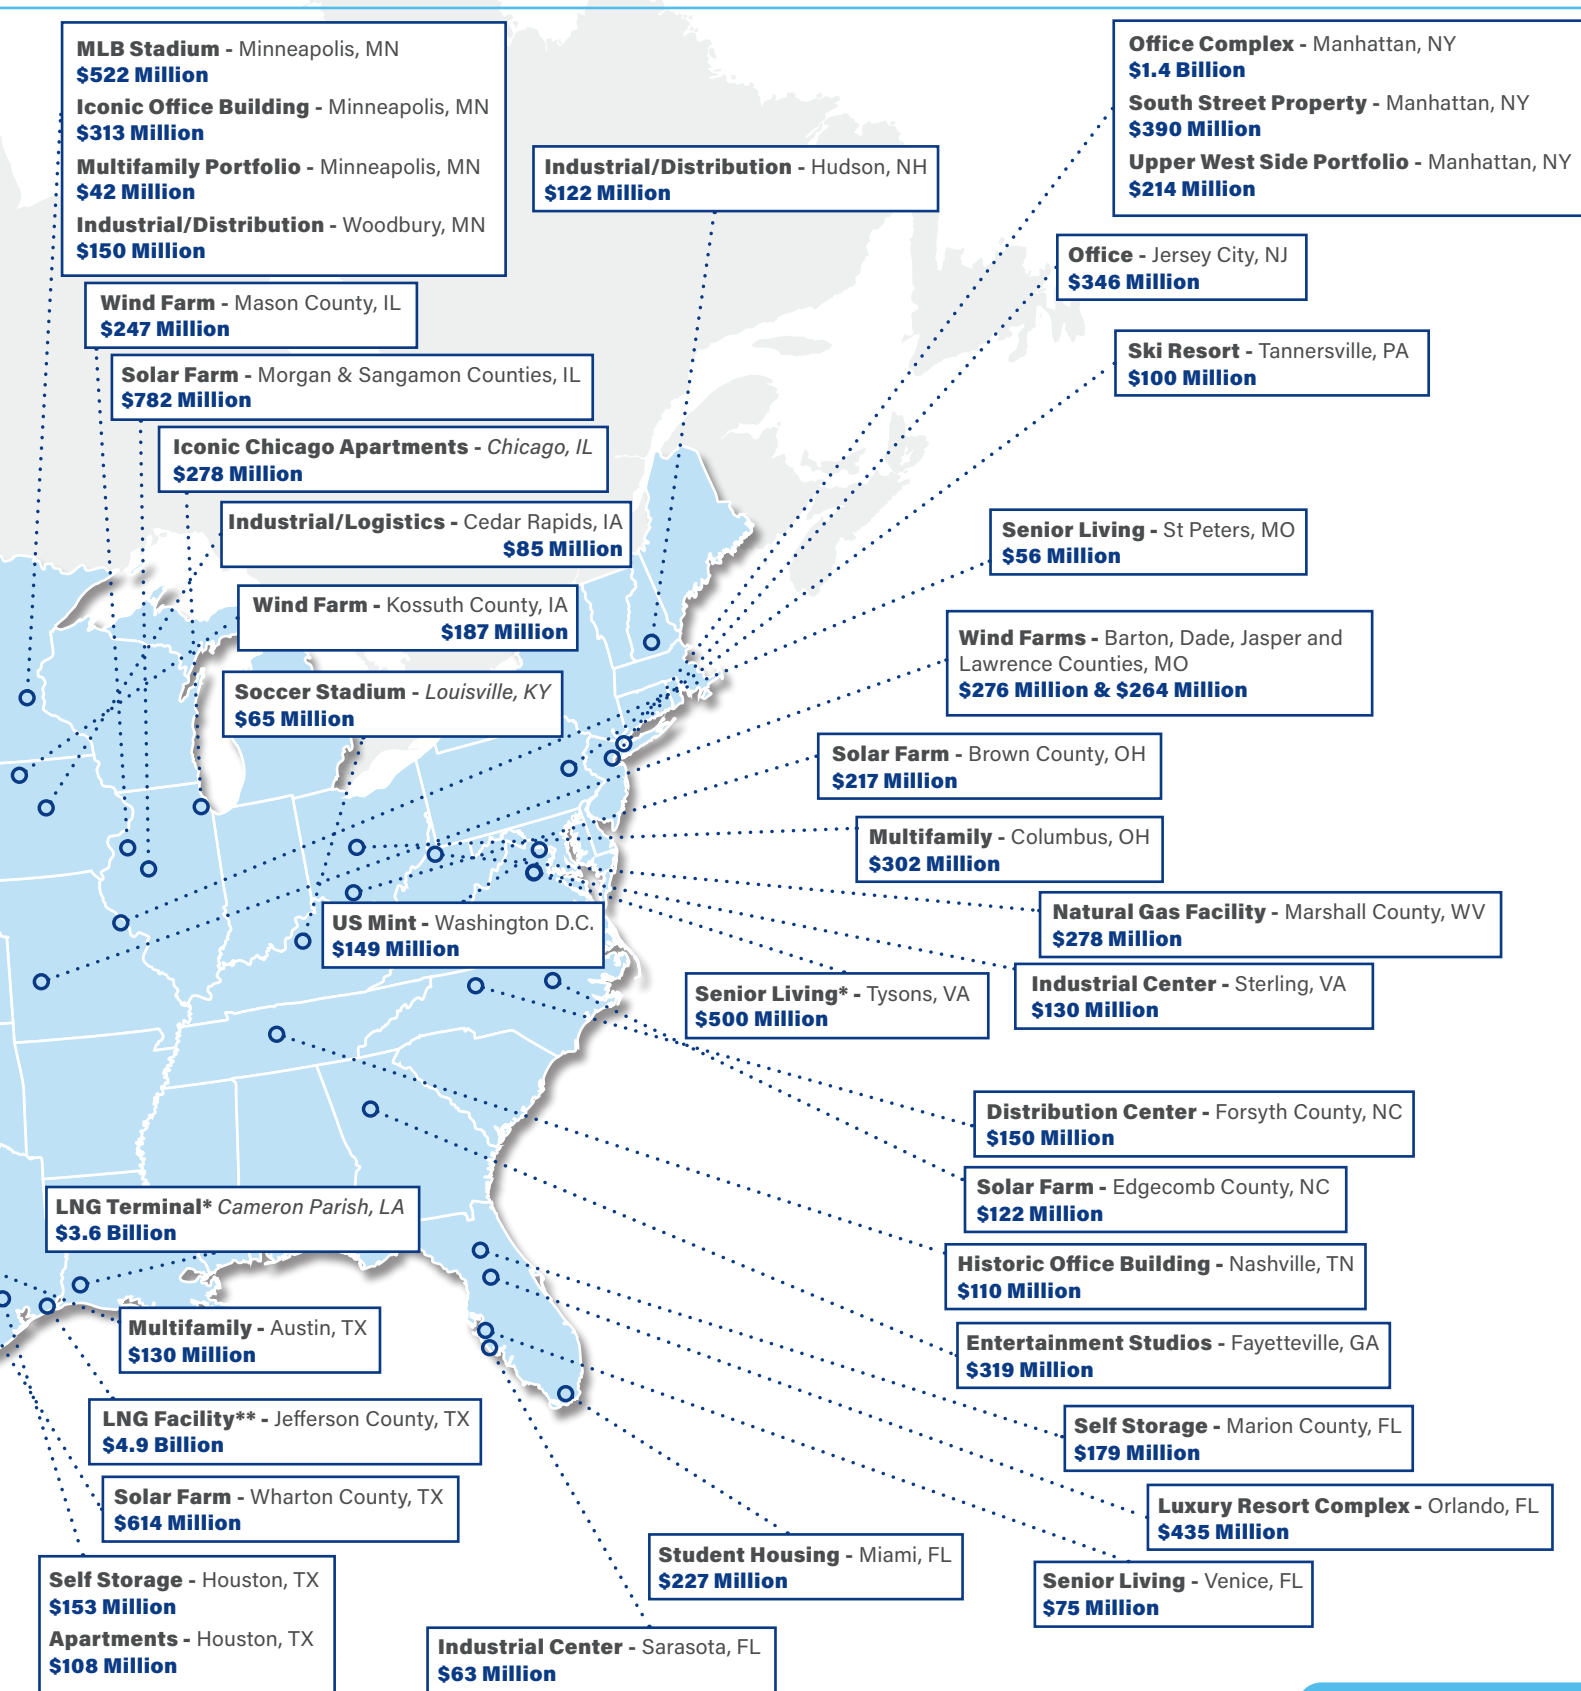 MLB Stadium - Minneapolis, MN
$522 Million
Iconic Office Building - Minneapolis, MN
$313 Million
Multifamily Portfolio - Minneapolis, MN
$42 Million
Industrial/Distribution - Woodbury, MN
$150 Million
Wind Farm - Mason County, IL
$247 Million
Solar Farm - Morgan & Sangamon Counties, IL
$782 Million
Iconic Chicago Apartments - Chicago, IL
$278 Million
Industrial/Logistics - Cedar Rapids, IA
$85 Million
Wind Farm - Kossuth County, IA
$187 Million
Soccer Stadium - Louisville, KY
$65 Million
Industrial/Distribution - Hudson, NH
$122 Million
Office Complex - Manhattan, NY
$1.4 Billion
South Street Property - Manhattan, NY
$390 Million
Upper West Side Portfolio - Manhattan, NY
$214 Million
Office - Jersey City, NJ
$346 Million
Ski Resort - Tannersville, PA
$100 Million
Senior Living - St Peters, MO
$56 Million
Wind Farms - Barton, Dade, Jasper and
Lawrence Counties, MO
$276 Million & $264 Million
Solar Farm - Brown County, OH
$217 Million
Multifamily - Columbus, OH
$302 Million
Natural Gas Facility - Marshall County, WV
$278 Million
US Mint - Washington D.C.
$149 Million
Industrial Center - Sterling, VA
$130 Million
Senior Living* - Tysons, VA
$500 Million
Distribution Center - Forsyth County, NC
$150 Million
Solar Farm - Edgecomb County, NC
$122 Million
Historic Office Building - Nashville, TN
$110 Million
Entertainment Studios - Fayetteville, GA
$319 Million
Self Storage - Marion County, FL
$179 Million
Luxury Resort Complex - Orlando, FL
$435 Million
Senior Living - Venice, FL
$75 Million
Student Housing - Miami, FL
$227 Million
Industrial Center - Sarasota, FL
$63 Million
LNG Terminal* Cameron Parish, LA
$3.6 Billion
Multifamily - Austin, TX
$130 Million
LNG Facility** - Jefferson County, TX
$4.9 Billion
Solar Farm - Wharton County, TX
$614 Million
Self Storage - Houston, TX
$153 Million
Apartments - Houston, TX
$108 Million